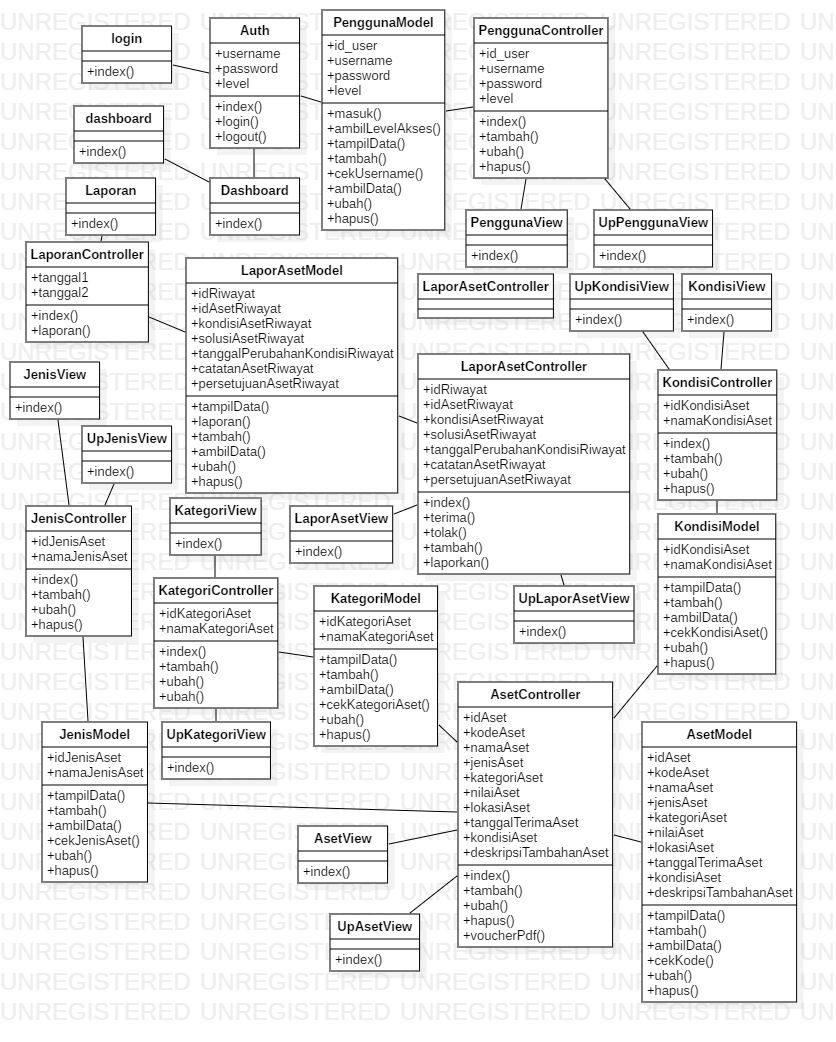 login
+index()
Auth
+username
+password
+level
+index()
+login()
+logout()
PenggunaModel
+id_user
+username
+password
+level
+masuk()
+ambilLevelAkses()
+tampilData()
+tambah()
+cekUsername()
+ambilData()
+ubah()
+hapus()
PenggunaController
+id_user
+username
+password
+level
+index()
+tambah()
+ubah()
+hapus()
dashboard
+index()
Laporan
+index()
Dashboard
+index()
PenggunaView
+index()
UpPenggunaView
+index()
LaporanController
+tanggal1
+tanggal2
+index()
+laporan()
LaporAsetModel
+idRiwayat
+idAsetRiwayat
+kondisiAsetRiwayat
+solusiAsetRiwayat
+tanggalPerubahanKondisiRiwayat
+catatanAsetRiwayat
+persetujuanAsetRiwayat
+tampilData()
+laporan()
+tambah()
+ambilData()
+ubah()
+hapus()
LaporAsetController
UpKondisiView
+index()
KondisiView
+index()
JenisView
+index()
LaporAsetController
+idRiwayat
+idAsetRiwayat
+kondisiAsetRiwayat
+solusiAsetRiwayat
+tanggalPerubahanKondisiRiwayat
+catatanAsetRiwayat
+persetujuanAsetRiwayat
+index()
+terima()
+tolak()
+tambah()
+laporkan()
KondisiController
+idKondisiAset
+namaKondisiAset
+index()
+tambah()
+ubah()
+hapus()
UpJenisView
+index()
JenisController
+idJenisAset
+namaJenisAset
+index()
+tambah()
+ubah()
+hapus()
KategoriView
+index()
LaporAsetView
+index()
KondisiModel
+idKondisiAset
+namaKondisiAset
+tampilData()
+tambah()
+ambilData()
+cekKondisiAset()
+ubah()
+hapus()
KategoriController
+idKategoriAset
+namaKategoriAset
+index()
+tambah()
+ubah()
+ubah()
KategoriModel
+idKategoriAset
+namaKategoriAset
+tampilData()
+tambah()
+ambilData()
+cekKategoriAset()
+ubah()
+hapus()
UpLaporAsetView
+index()
AsetController
+idAset
+kodeAset
+namaAset
+jenisAset
+kategoriAset
+nilaiAset
+lokasiAset
+tanggalTerimaAset
+kondisiAset
+deskripsiTambahanAset
+index()
+tambah()
+ubah()
+hapus()
+voucherPdf()
JenisModel
+idJenisAset
+namaJenisAset
+tampilData()
+tambah()
+ambilData()
+cekJenisAset()
+ubah()
+hapus()
UpKategoriView
+index()
AsetModel
+idAset
+kodeAset
+namaAset
+jenisAset
+kategoriAset
+nilaiAset
+lokasiAset
+tanggalTerimaAset
+kondisiAset
+deskripsiTambahanAset
+tampilData()
+tambah()
+ambilData()
+cekKode()
+ubah()
+hapus()
AsetView
+index()
UpAsetView
+index()
UNREGISTERED UNREGISTERED UNREGISTERED UNREGISTERED